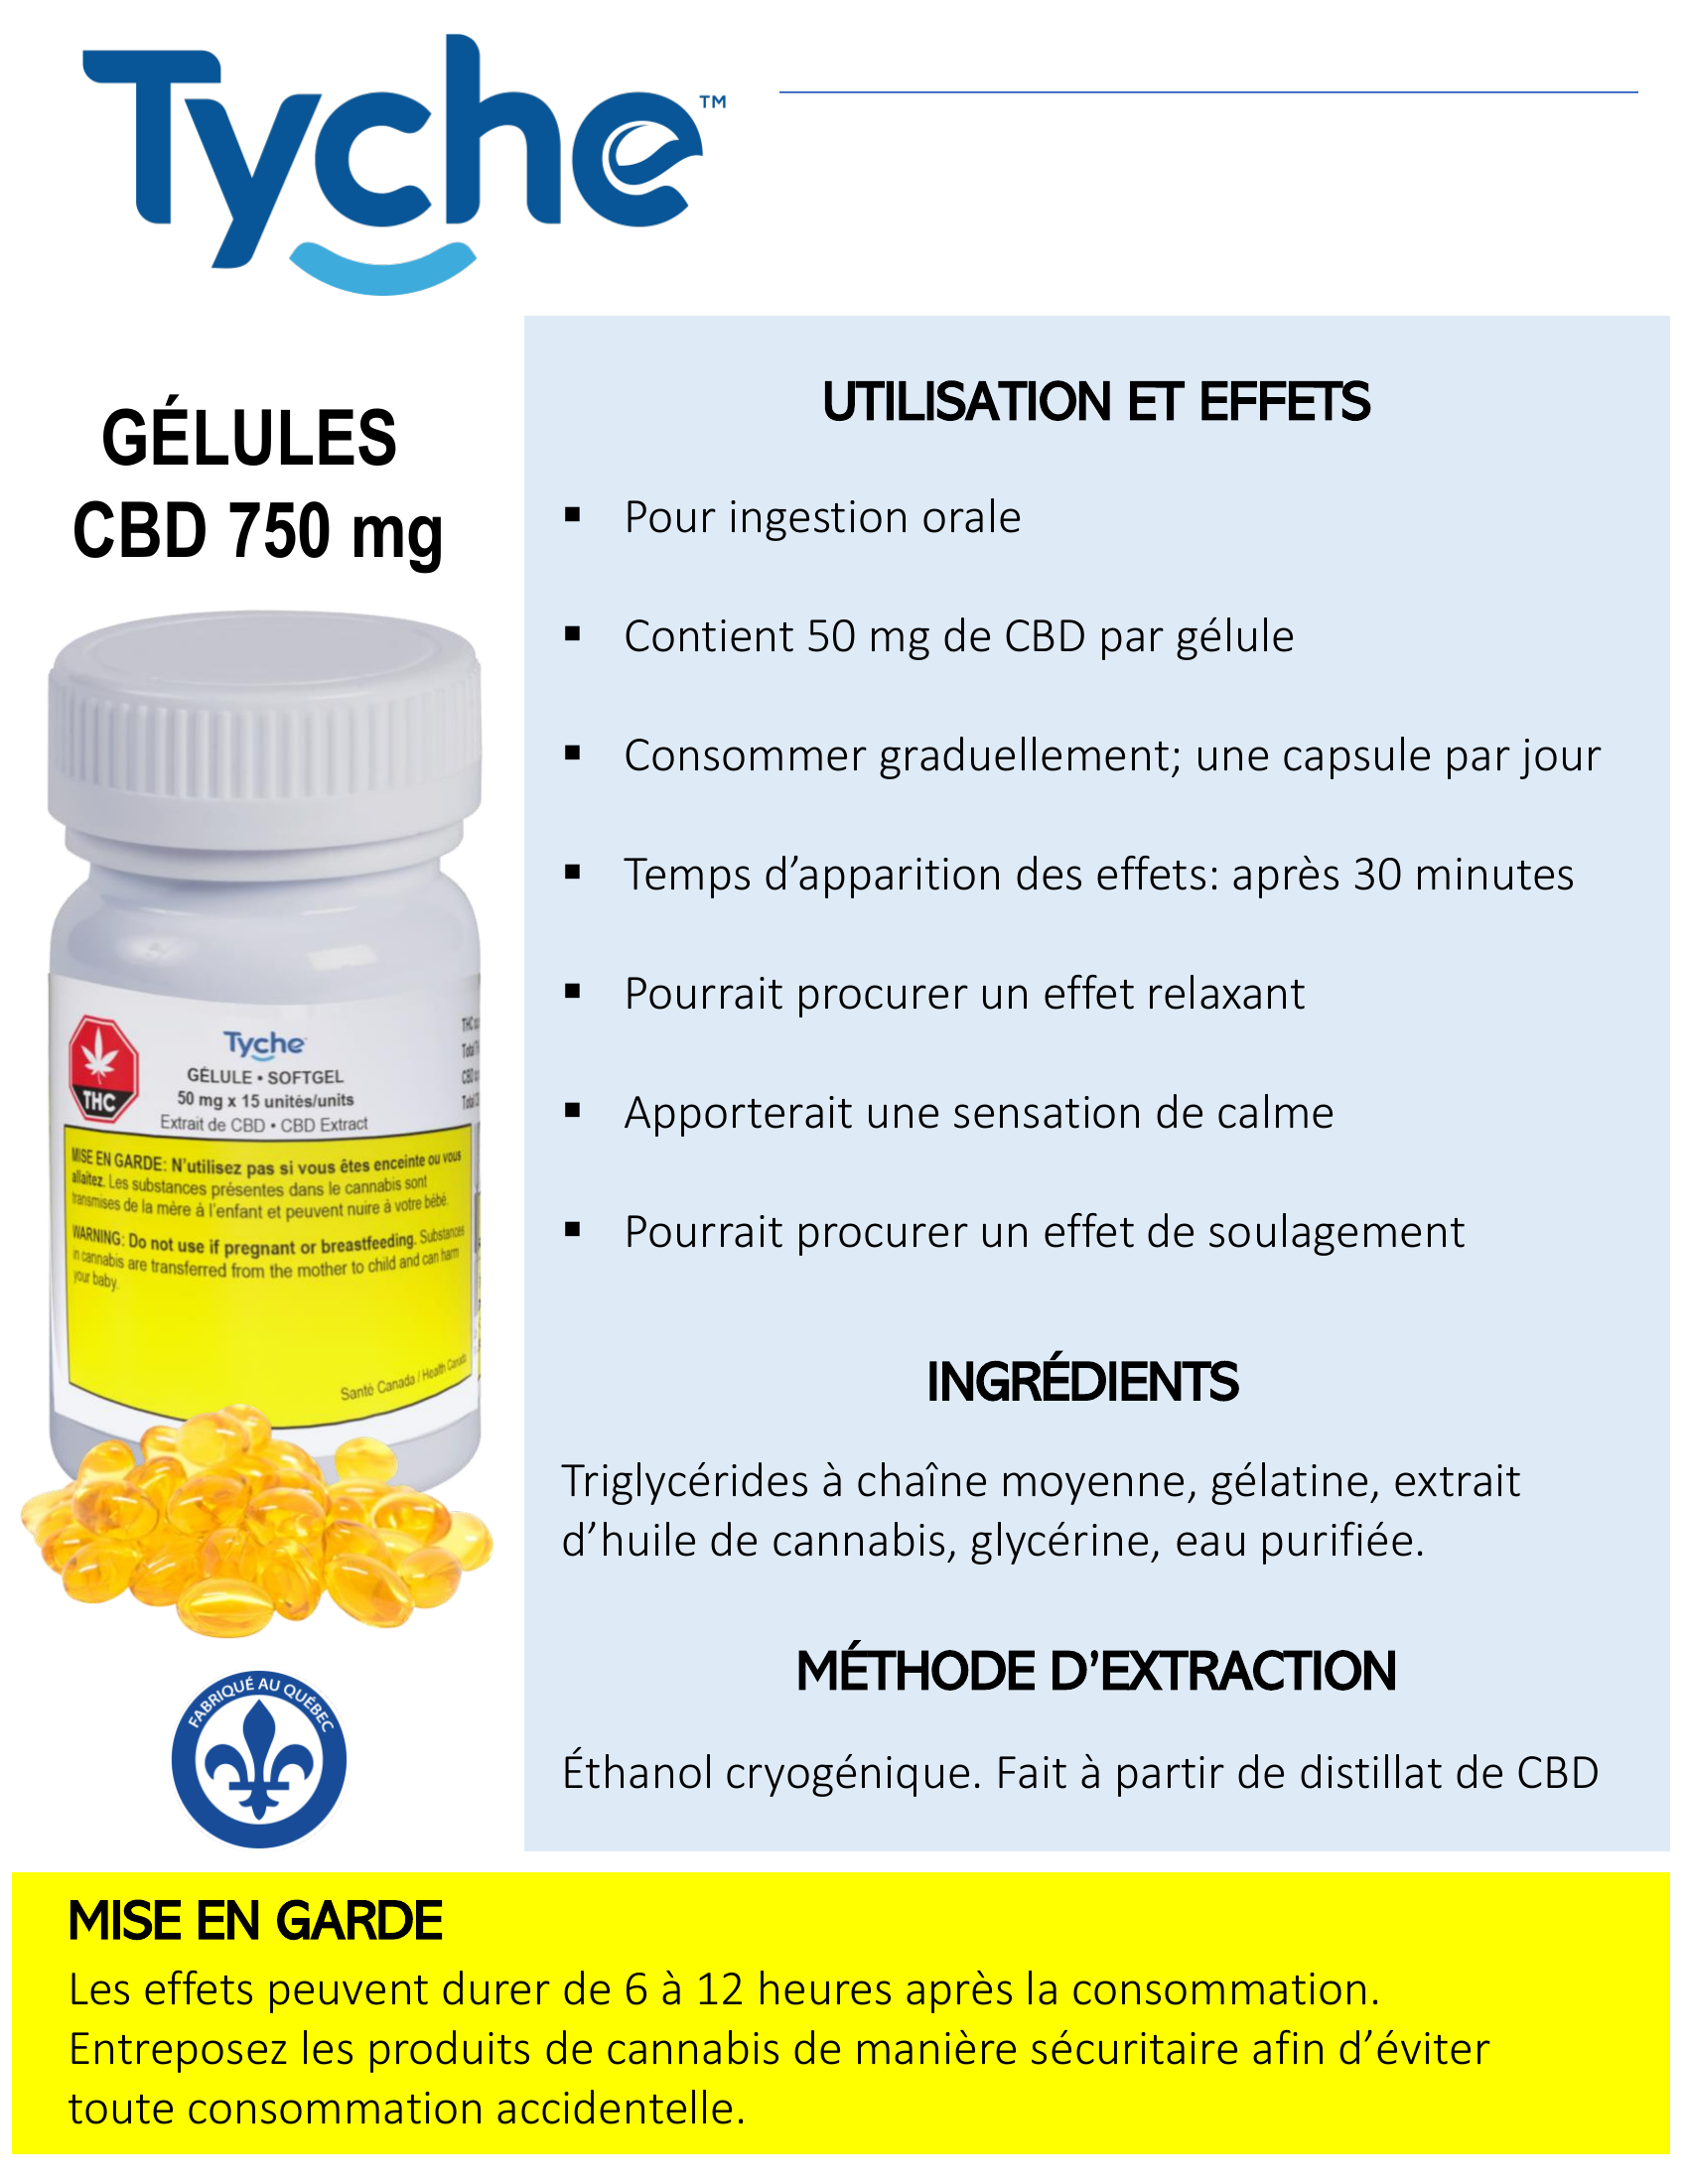 Tyche™
GÉLULES
CBD 750 mg
THC
Tyche
GÉLULE • SOFTGEL
50 mg x 15 unités/units
Extrait de CBD • CBD Extract
MISE EN GARDE: N'utilisez pas si vous êtes enceinte ou vous
allaitez. Les substances présentes dans le cannabis sont
transmises de la mère à l'enfant et peuvent nuire à votre bébé.
WARNING: Do not use if pregnant or breastfeeding. Substances
in cannabis are transferred from the mother to child and can harm
your baby.
Santé Canada / Health Canada
FABRIQUÉ AU QUÉBEC
UTILISATION ET EFFETS
▪ Pour ingestion orale
▪ Contient 50 mg de CBD par gélule
▪ Consommer graduellement; une capsule par jour
▪ Temps d'apparition des effets: après 30 minutes
▪ Pourrait procurer un effet relaxant
▪ Apporterait une sensation de calme
▪ Pourrait procurer un effet de soulagement
INGRÉDIENTS
Triglycérides à chaîne moyenne, gélatine, extrait
d'huile de cannabis, glycérine, eau purifiée.
MÉTHODE D'EXTRACTION
Éthanol cryogénique. Fait à partir de distillat de CBD
MISE EN GARDE
Les effets peuvent durer de 6 à 12 heures après la consommation.
Entreposez les produits de cannabis de manière sécuritaire afin d'éviter
toute consommation accidentelle.